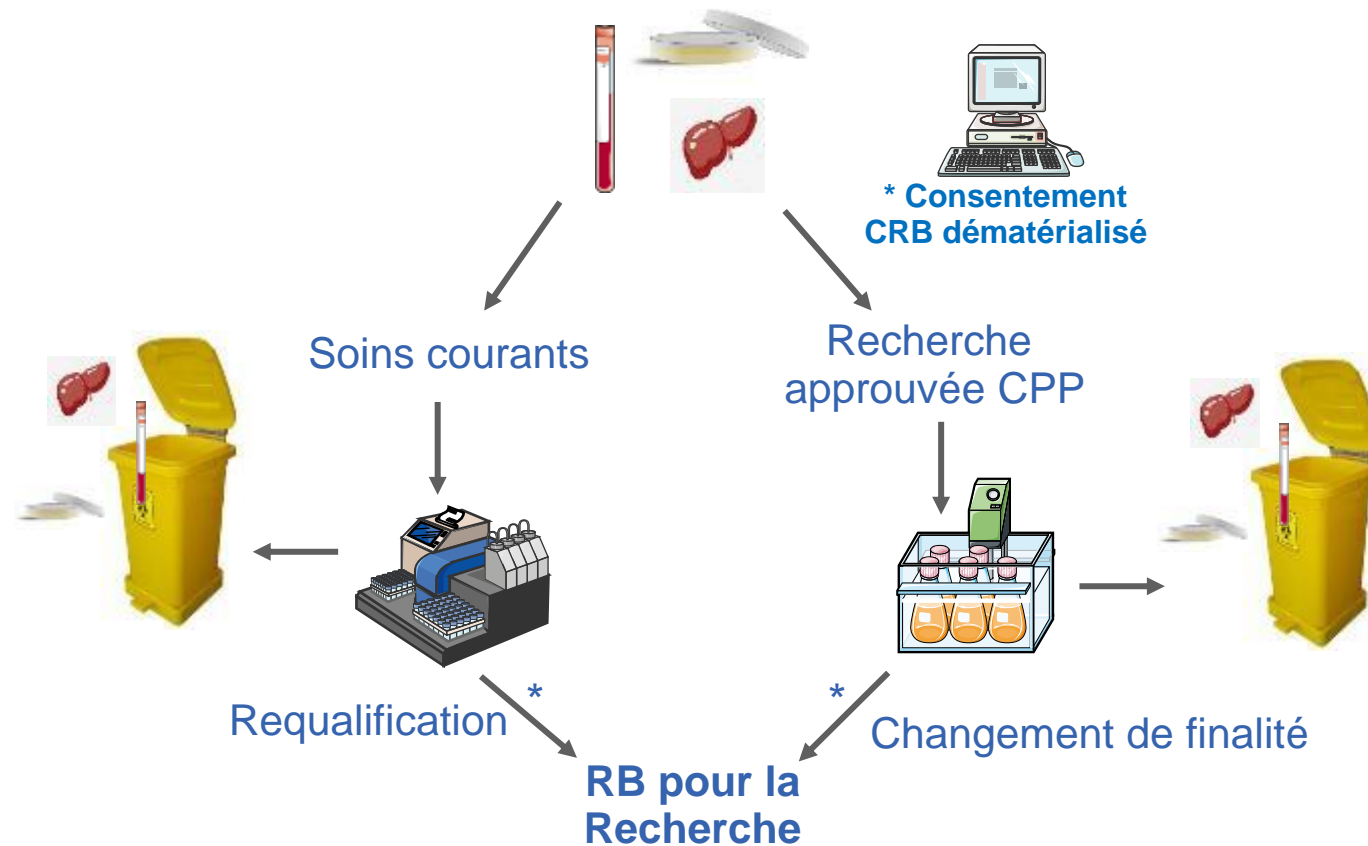 * Consentement
CRB dématérialisé
Soins courants
Recherche
approuvée CPP
*
*
Requalification
Changement de finalité
RB pour la
Recherche